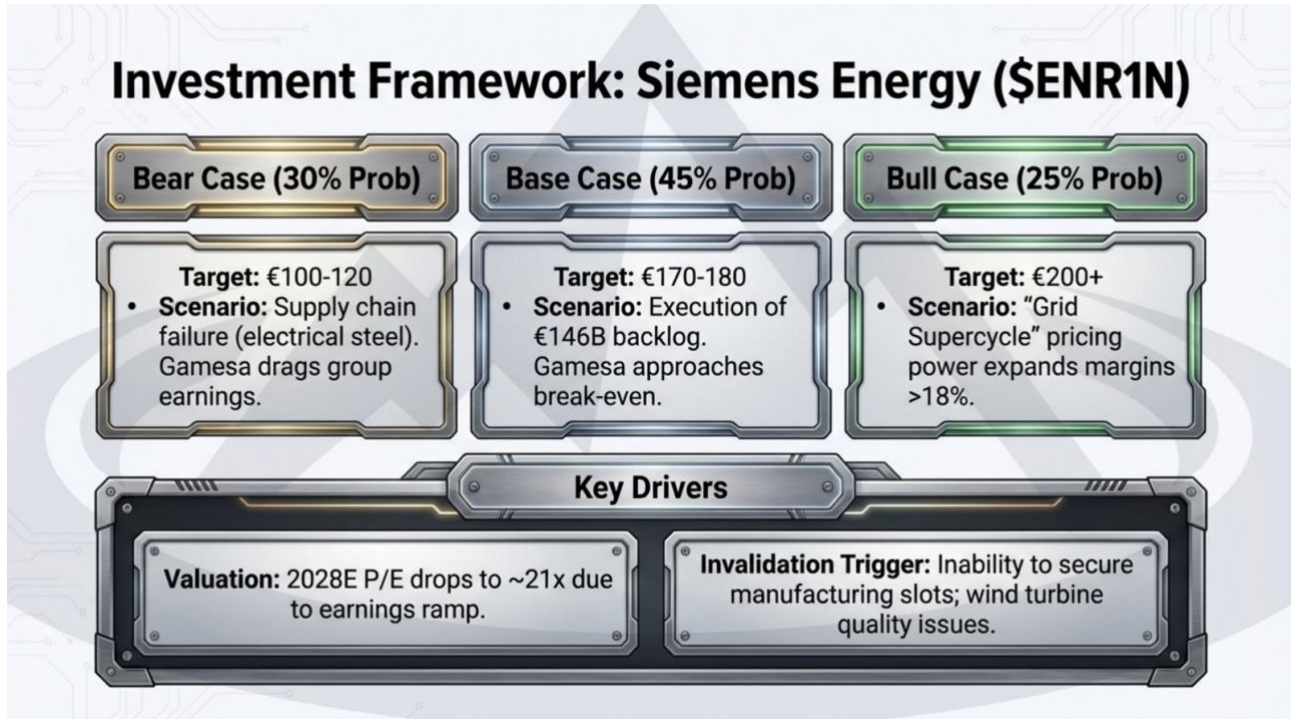 Investment Framework: Siemens Energy ($ENR1N)
Bear Case (30% Prob)
Target: €100-120
• Scenario: Supply chain
failure (electrical steel).
Gamesa drags group
earnings.
Base Case (45% Prob)
Target: €170-180
• Scenario: Execution of
€146B backlog.
Gamesa approaches
break-even.
Bull Case (25% Prob)
Target: €200+
• Scenario: “Grid
Supercycle” pricing
power expands margins
>18%.
Key Drivers
Valuation: 2028E P/E drops to ~21x due
to earnings ramp.
Invalidation Trigger: Inability to secure
manufacturing slots; wind turbine
quality issues.